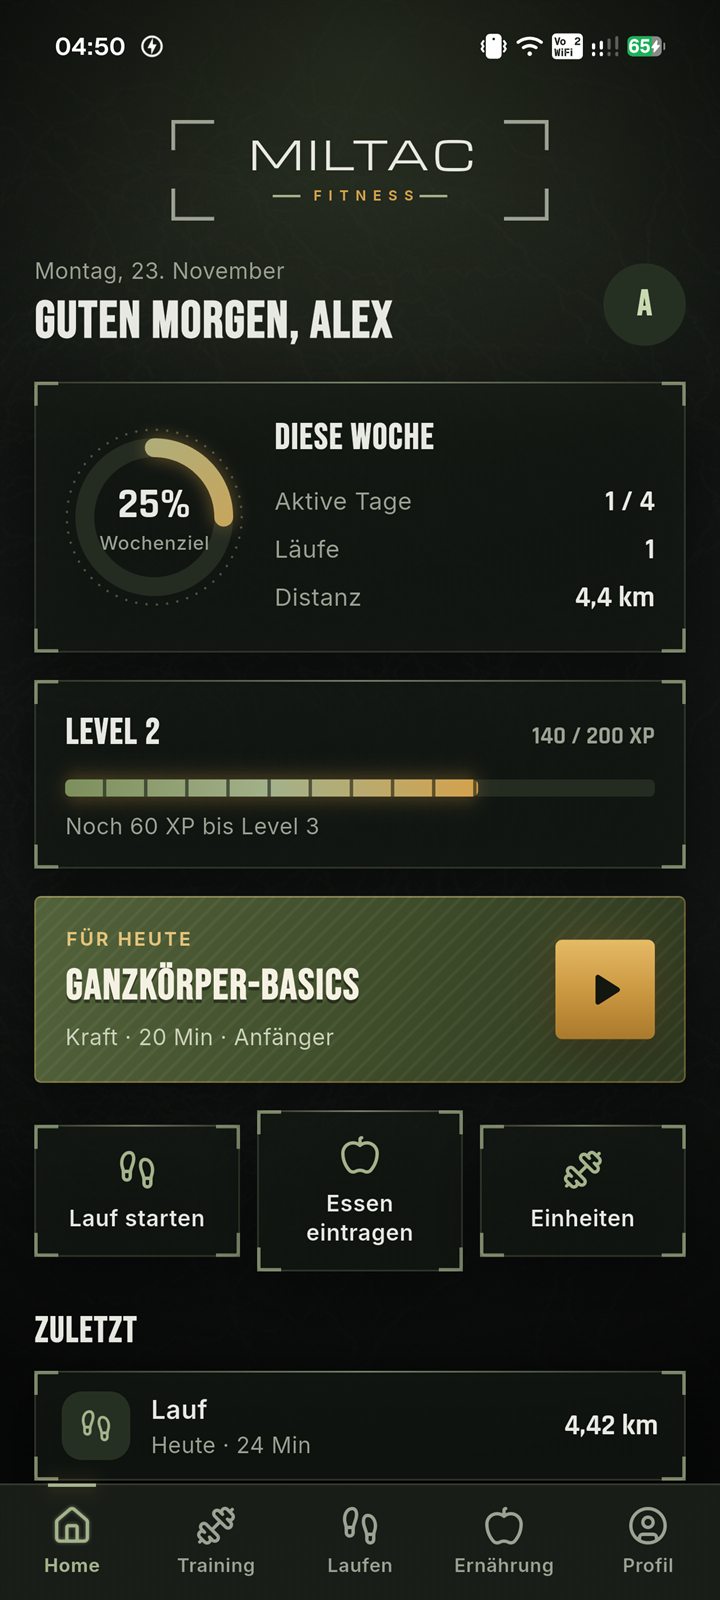 04:50
Vo 2
WiFi
65
MILTAC
FITNESS
Montag, 23. November
GUTEN MORGEN, ALEX
A
DIESE WOCHE
25%
Wochenziel
Aktive Tage 1 / 4
Läufe 1
Distanz 4,4 km
LEVEL 2
140 / 200 XP
Noch 60 XP bis Level 3
FÜR HEUTE
GANZKÖRPER-BASICS
Kraft · 20 Min · Anfänger
Lauf starten
Essen
eintragen
Einheiten
ZULETZT
Lauf
Heute · 24 Min
4,42 km
Home
Training
Laufen
Ernährung
Profil